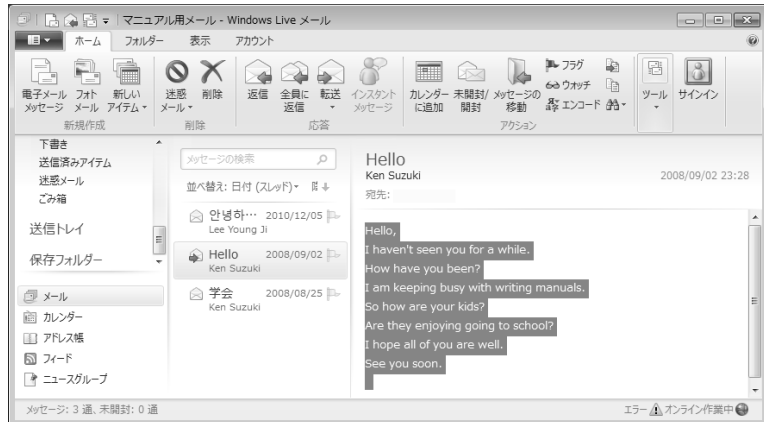 マニュアル用メール - Windows Live メール
ホーム フォルダー 表示 アカウント
電子メール メッセージ
フォト メール
新しい アイテム
迷惑 メール
削除
返信
全員に 返信
転送
インスタント メッセージ
カレンダー に追加
未開封/ 開封
メッセージの 移動
フラグ
ウォッチ
エンコード
ツール
サインイン
新規作成 削除 応答 アクション
下書き
送信済みアイテム
迷惑メール
ごみ箱
送信トレイ
保存フォルダー
メール
カレンダー
アドレス帳
フィード
ニュースグループ
メッセージの検索
並べ替え: 日付 (スレッド)
안녕하… 2010/12/05
Lee Young Ji
Hello 2008/09/02
Ken Suzuki
学会 2008/08/25
Ken Suzuki
Hello
Ken Suzuki 2008/09/02 23:28
宛先:
Hello,
I haven't seen you for a while.
How have you been?
I am keeping busy with writing manuals.
So how are your kids?
Are they enjoying going to school?
I hope all of you are well.
See you soon.
メッセージ: 3 通、未開封: 0 通
エラー オンライン作業中